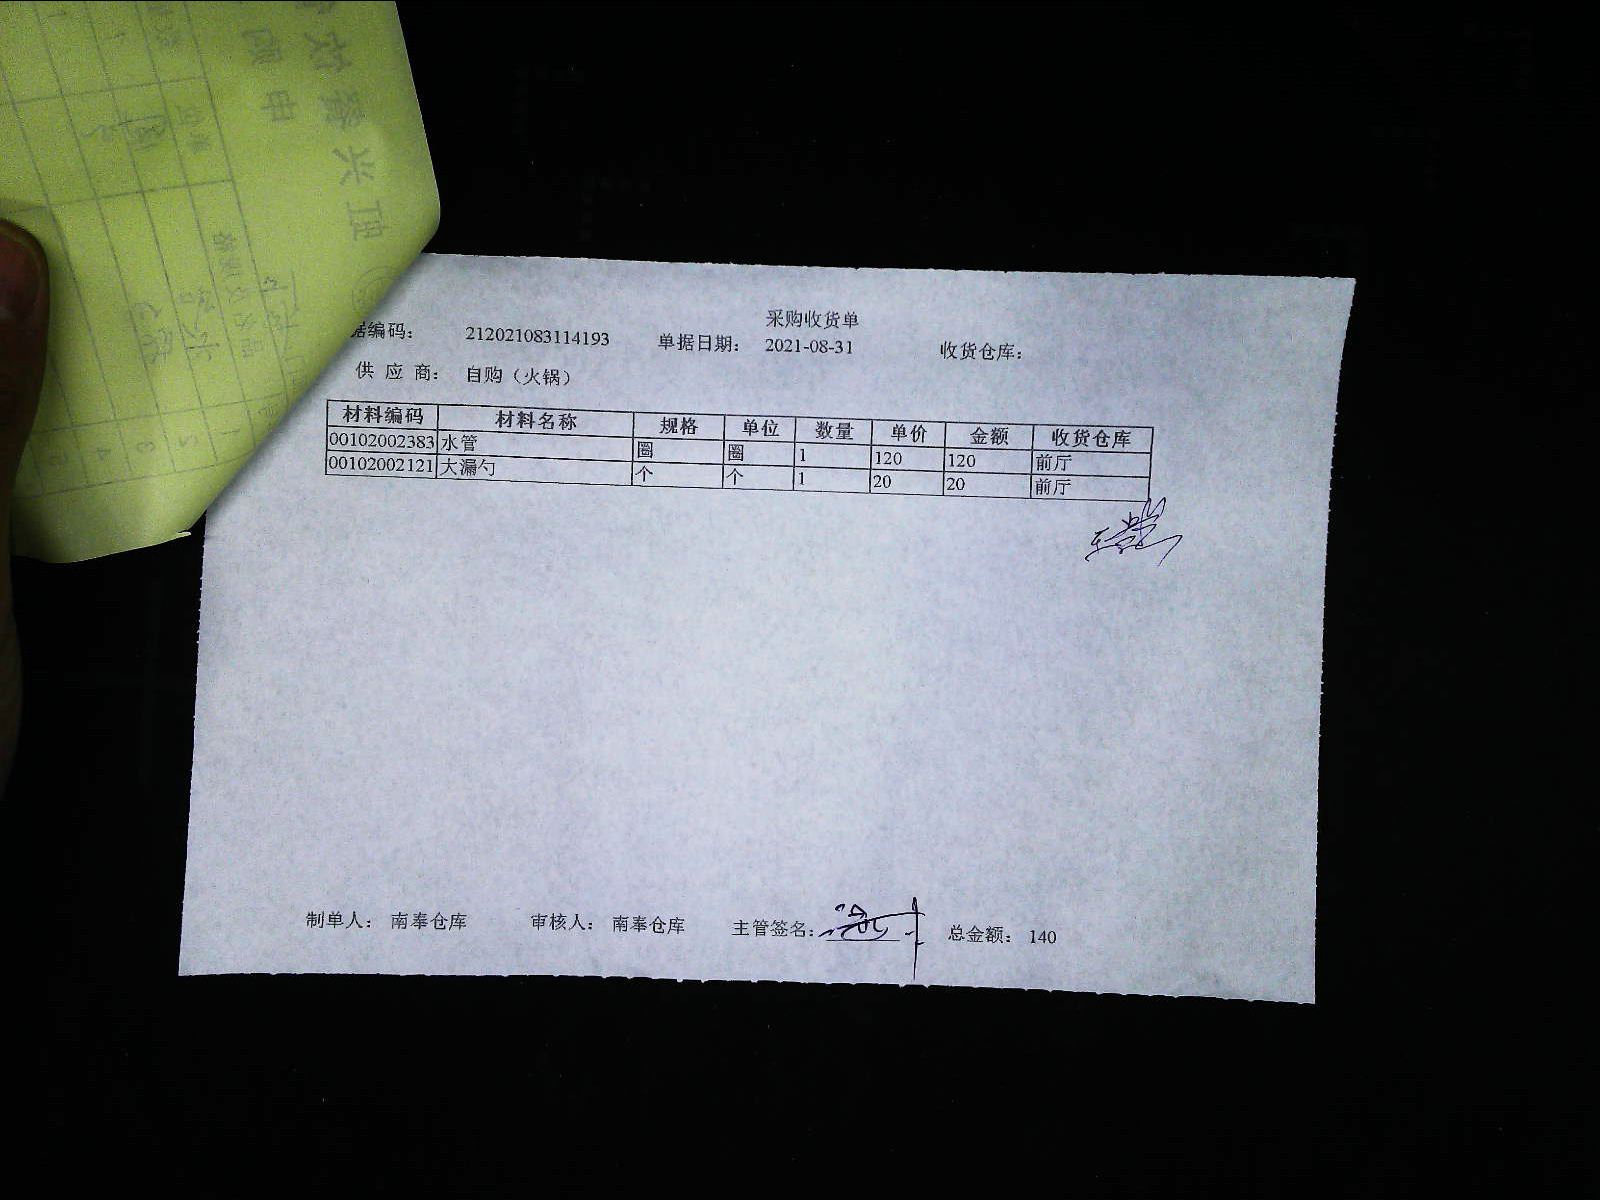 采购收货单
据编码： 212021083114193 单据日期： 2021-08-31 收货仓库：
供 应 商： 自购（火锅）
材料编码 材料名称 规格 单位 数量 单价 金额 收货仓库
00102002383 水管 圈 圈 1 120 120 前厅
00102002121 大漏勺 个 个 1 20 20 前厅
制单人： 南奉仓库 审核人： 南奉仓库 主管签名： 总金额： 140